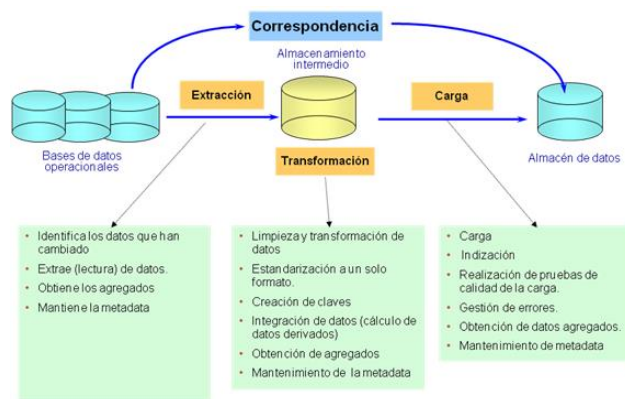 Correspondencia
Almacenamiento
intermedio
Extracción
Carga
Bases de datos
operacionales
Transformación
Almacén de datos
• Identifica los datos que han
cambiado
• Extrae (lectura) de datos.
• Obtiene los agregados
• Mantiene la metadata
• Limpieza y transformación de
datos
• Estandarización a un solo
formato.
• Creación de claves
• Integración de datos (cálculo de
datos derivados)
• Obtención de agregados
• Mantenimiento de la metadata
• Carga
• Indización
• Realización de pruebas de
calidad de la carga.
• Gestión de errores.
• Obtención de datos agregados.
• Mantenimiento de metadata